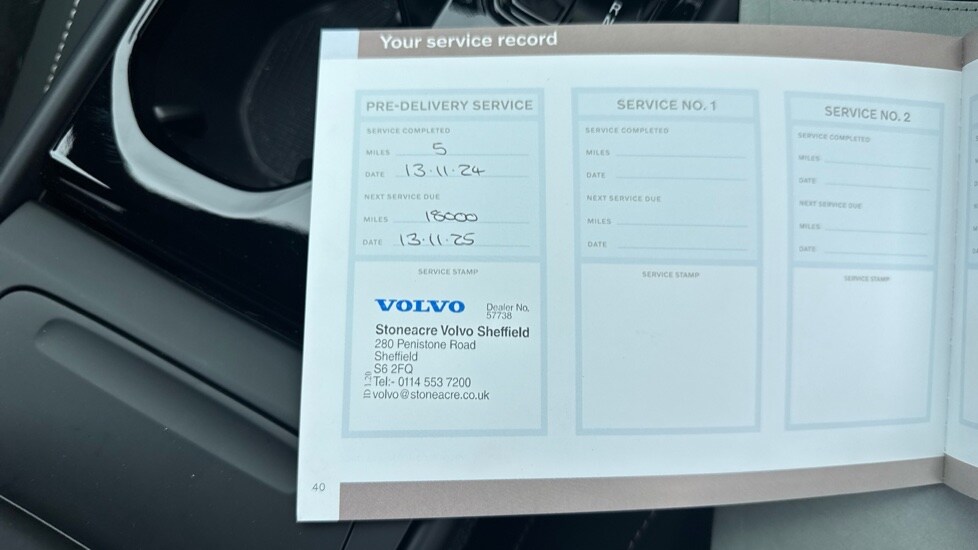 Your service record
PRE-DELIVERY SERVICE
SERVICE COMPLETED
MILES 5
DATE 13.11.24
NEXT SERVICE DUE
MILES 18000
DATE 13.11.25
SERVICE STAMP
VOLVO Dealer No.
57738
Stoneacre Volvo Sheffield
280 Penistone Road
Sheffield
S6 2FQ
Tel:- 0114 553 7200
volvo@stoneacre.co.uk
SERVICE NO. 1
SERVICE COMPLETED
MILES
DATE
NEXT SERVICE DUE
MILES
DATE
SERVICE STAMP
SERVICE NO. 2
SERVICE COMPLETED
MILES
DATE
NEXT SERVICE DUE
MILES
DATE
SERVICE STAMP
40